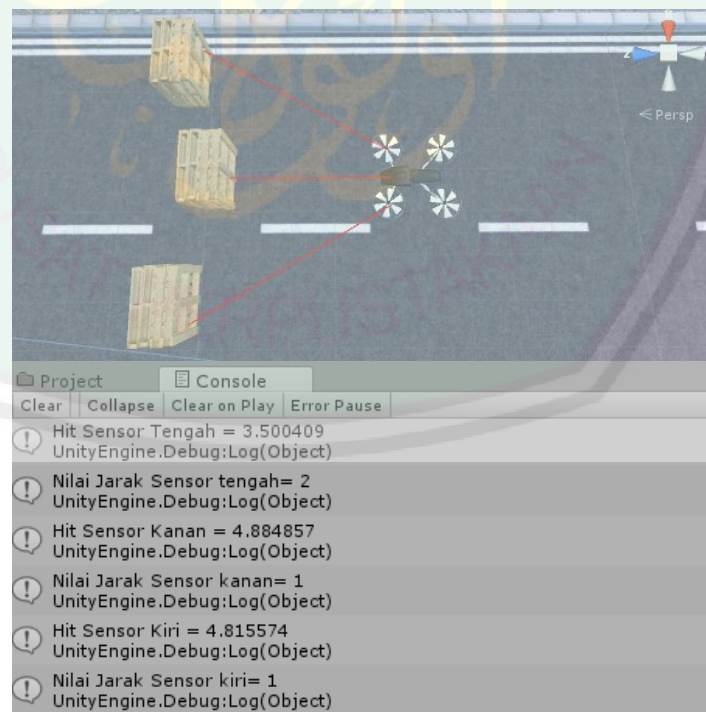 z
< Persp
Project
Console
Clear
Collapse
Clear on Play
Error Pause
Hit Sensor Tengah = 3.500409
UnityEngine.Debug:Log(Object)
Nilai Jarak Sensor tengah= 2
UnityEngine.Debug:Log(Object)
Hit Sensor Kanan = 4.884857
UnityEngine.Debug:Log(Object)
Nilai Jarak Sensor kanan= 1
UnityEngine.Debug:Log(Object)
Hit Sensor Kiri = 4.815574
UnityEngine.Debug:Log(Object)
Nilai Jarak Sensor kiri= 1
UnityEngine.Debug:Log(Object)